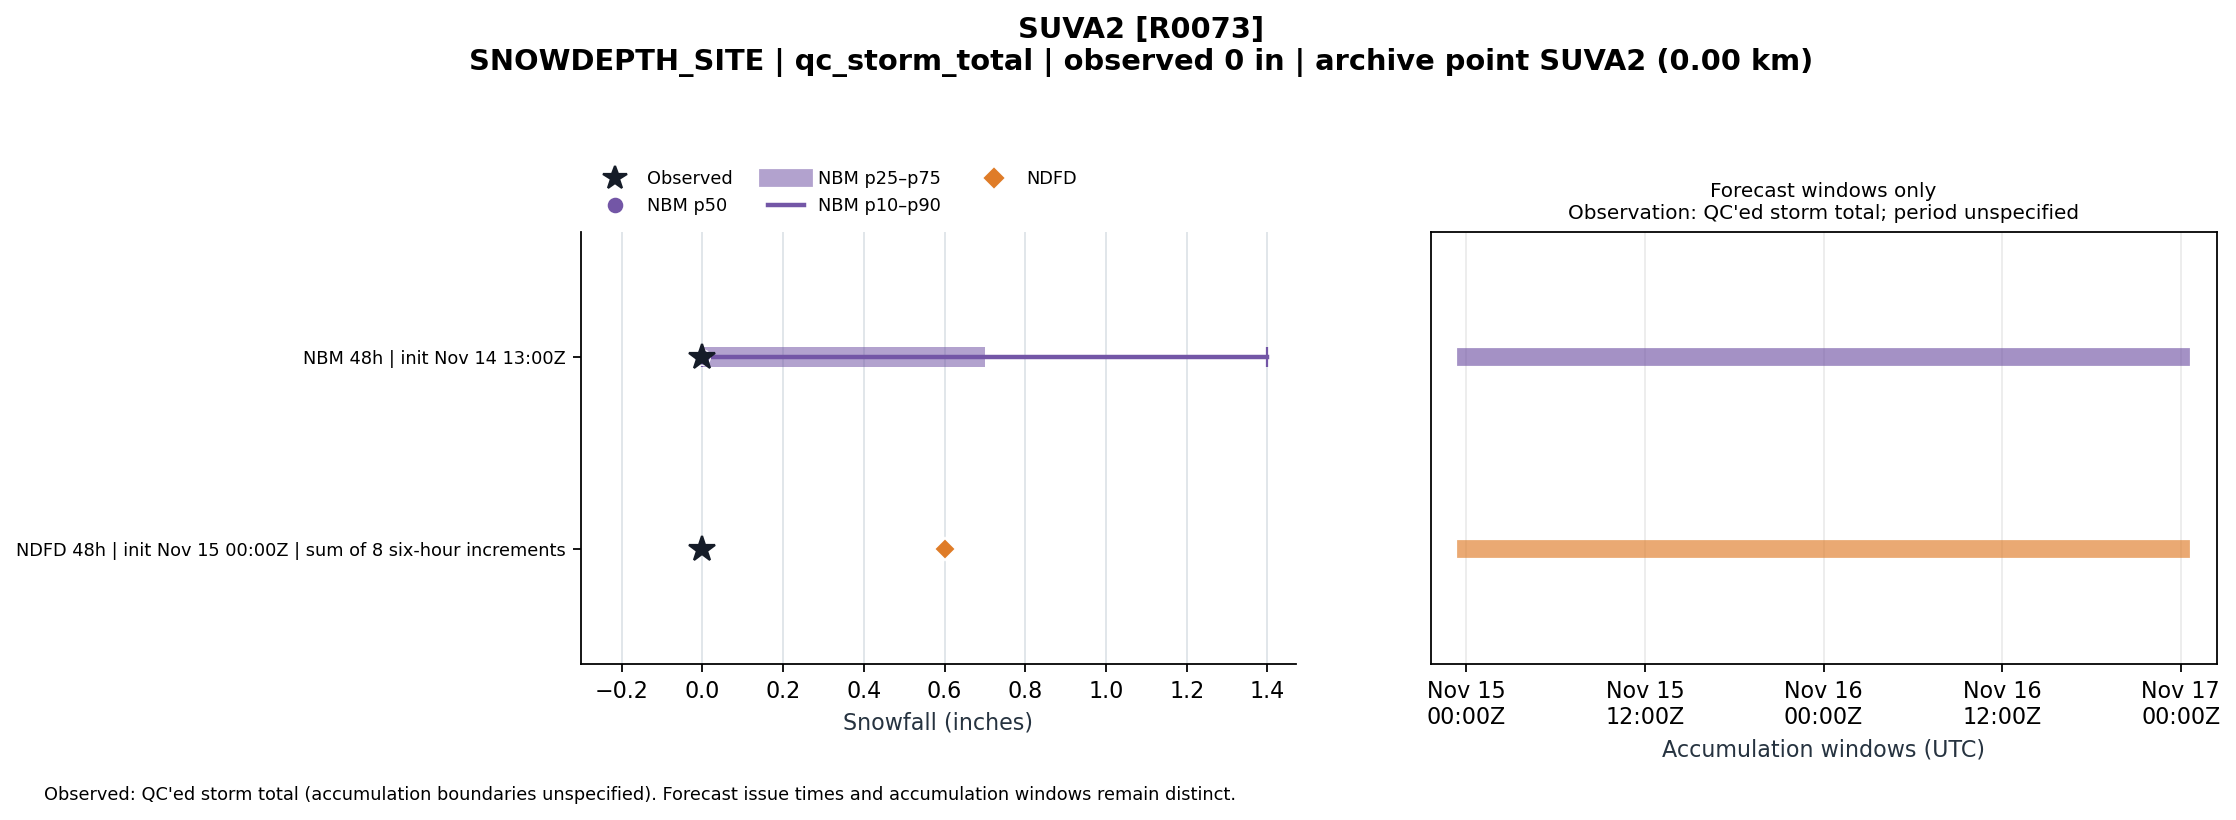 SUVA2 [R0073]
SNOWDEPTH_SITE | qc_storm_total | observed 0 in | archive point SUVA2 (0.00 km)
Observed
NBM p25–p75
NDFD
NBM p50
NBM p10–p90
Forecast windows only
Observation: QC'ed storm total; period unspecified
NBM 48h | init Nov 14 13:00Z
NDFD 48h | init Nov 15 00:00Z | sum of 8 six-hour increments
−0.2 0.0 0.2 0.4 0.6 0.8 1.0 1.2 1.4
Snowfall (inches)
Nov 15 Nov 15 Nov 16 Nov 16 Nov 17
00:00Z 12:00Z 00:00Z 12:00Z 00:00Z
Accumulation windows (UTC)
Observed: QC'ed storm total (accumulation boundaries unspecified). Forecast issue times and accumulation windows remain distinct.